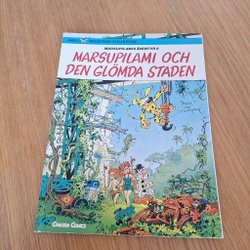 MARSUPILAMIS ÄVENTYR 6
MARSUPILAMI OCH
DEN GLÖMDA STADEN
CARLSEN COMICS